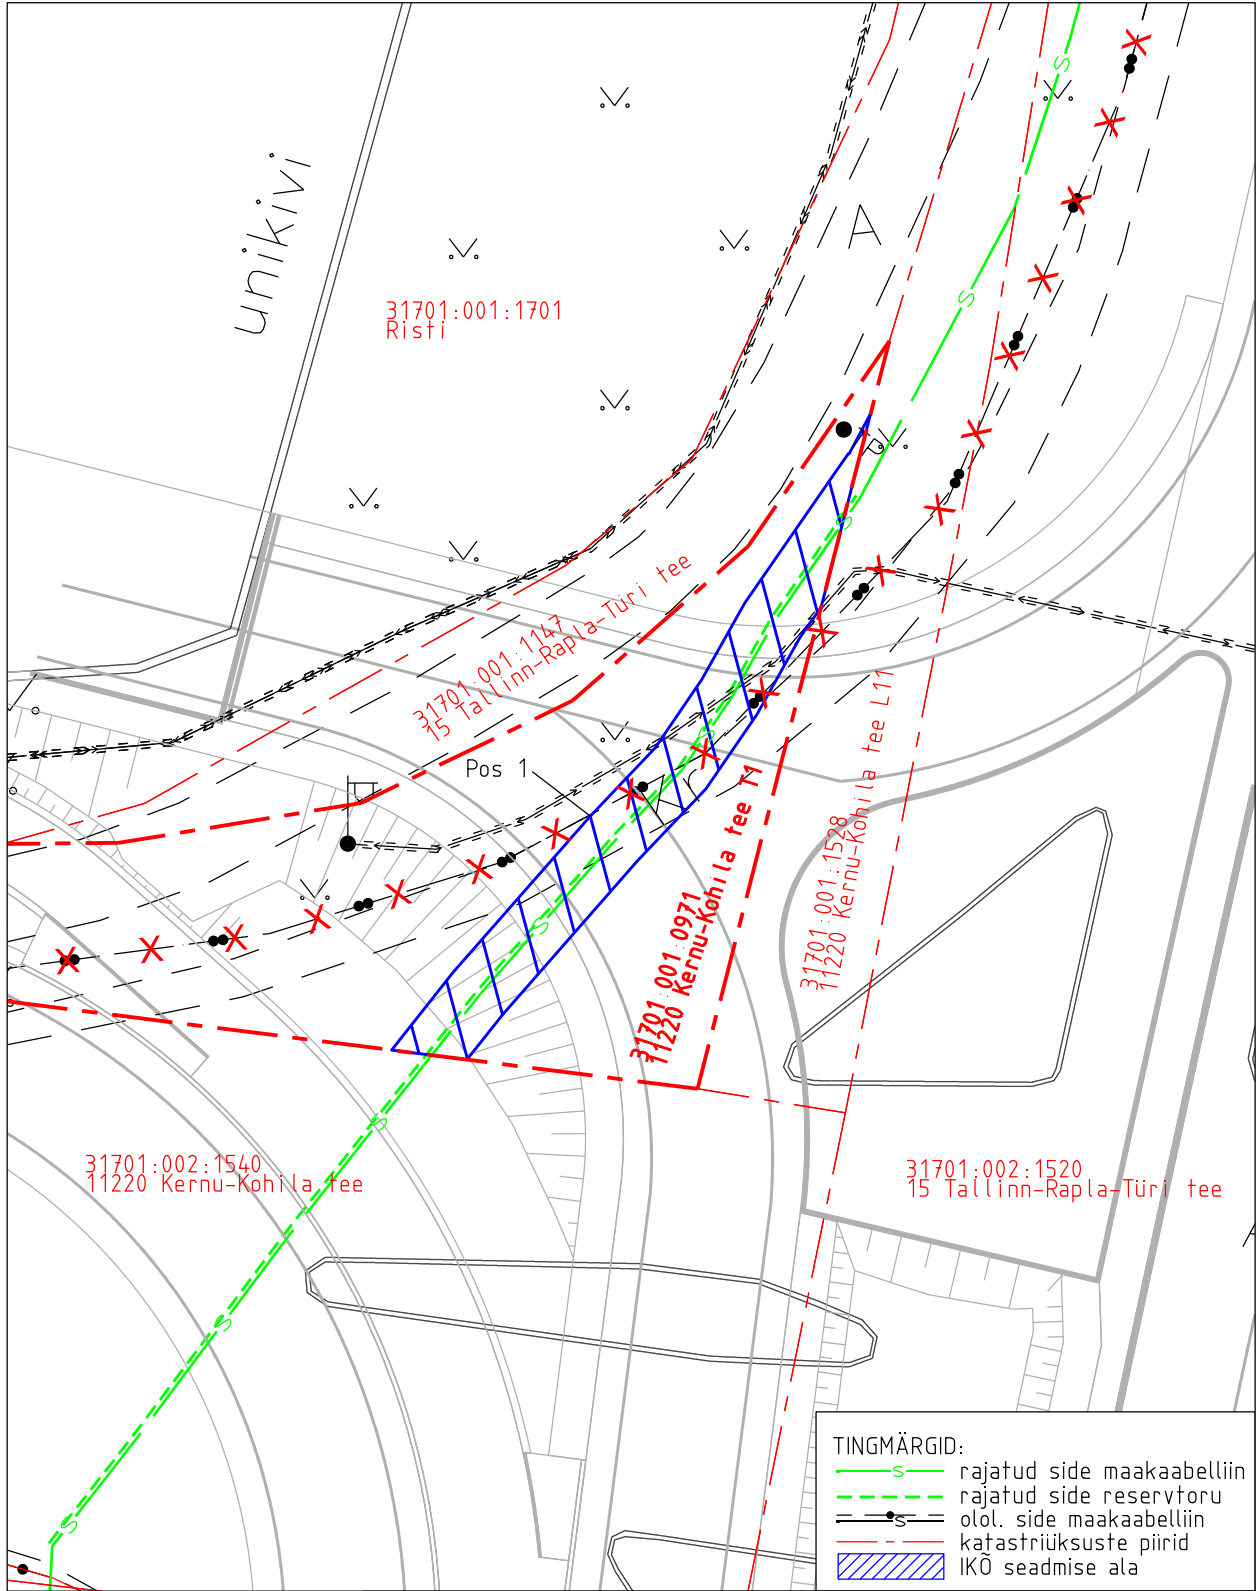 unikivi
A
31701:001:1701
Risti
31701:001:1147
15 Tallinn-Rapla-Türi tee
Pos 1
Kr
31701:001:0971
11220 Kernu-Kohila tee T1
31701:001:1528
11220 Kernu-Kohila tee L11
31701:002:1540
11220 Kernu-Kohila tee
31701:002:1520
15 Tallinn-Rapla-Türi tee
TINGMÄRGID:
S rajatud side maakaabelliin
rajatud side reservtoru
S olol. side maakaabelliin
katastriüksuste piirid
IKÕ seadmise ala